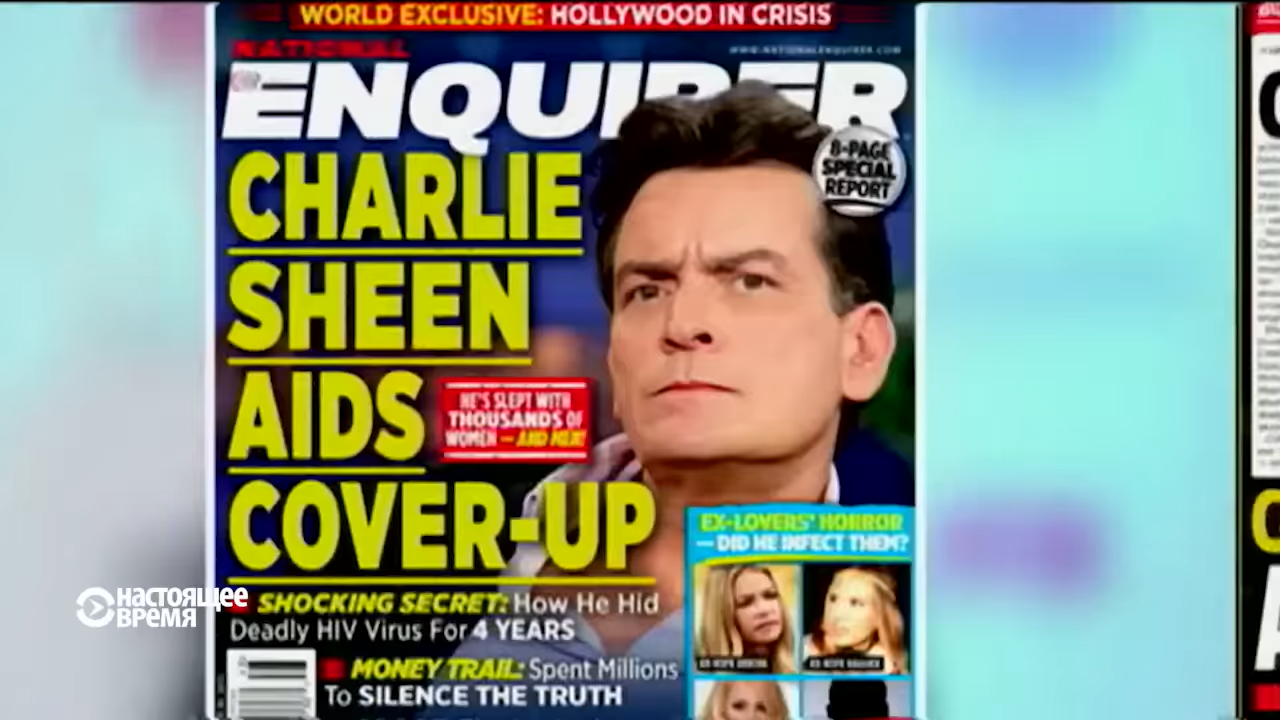 WORLD EXCLUSIVE: HOLLYWOOD IN CRISIS
NATIONAL
WWW.NATIONALENQUIRER.COM
ENQUIRER
8-PAGE
SPECIAL
REPORT
CHARLIE
SHEEN
AIDS
COVER-UP
HE'S SLEPT WITH
THOUSANDS OF
WOMEN — AND MEN!
EX-LOVERS' HORROR
— DID HE INFECT THEM?
SHOCKING SECRET: How He Hid
Deadly HIV Virus For 4 YEARS
MONEY TRAIL: Spent Millions
To SILENCE THE TRUTH
НАСТОЯЩЕЕ
ВРЕМЯ